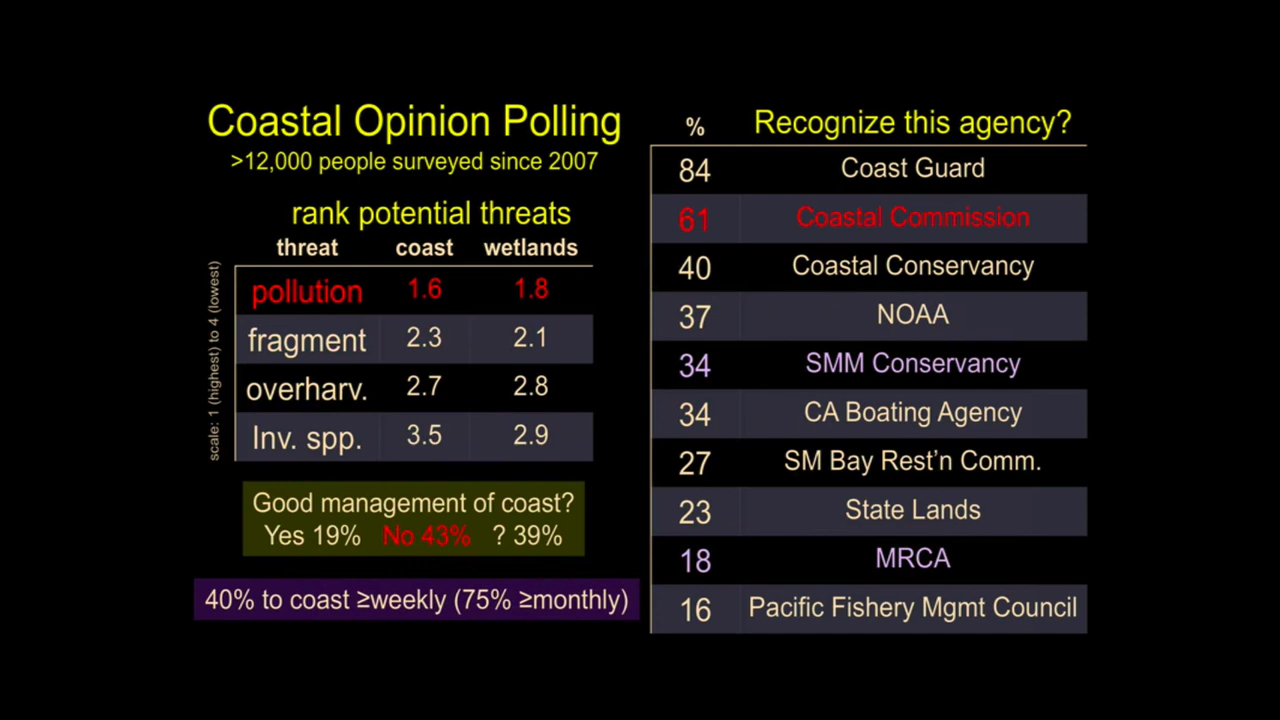 Coastal Opinion Polling
>12,000 people surveyed since 2007
rank potential threats
threat coast wetlands
scale: 1 (highest) to 4 (lowest)
pollution 1.6 1.8
fragment 2.3 2.1
overharv. 2.7 2.8
Inv. spp. 3.5 2.9
Good management of coast?
Yes 19% No 43% ? 39%
40% to coast ≥weekly (75% ≥monthly)
% Recognize this agency?
84 Coast Guard
61 Coastal Commission
40 Coastal Conservancy
37 NOAA
34 SMM Conservancy
34 CA Boating Agency
27 SM Bay Rest'n Comm.
23 State Lands
18 MRCA
16 Pacific Fishery Mgmt Council